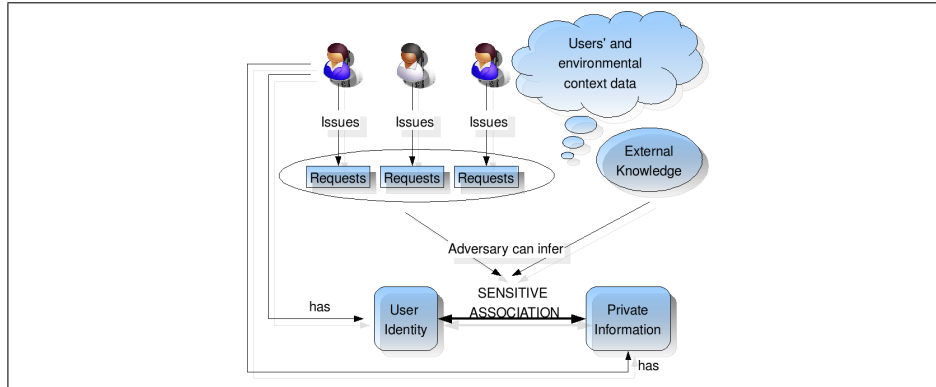 Users' and
environmental
context data
Issues
Issues
Issues
External
Knowledge
Requests
Requests
Requests
Adversary can infer
SENSITIVE
ASSOCIATION
has
User
Identity
Private
Information
has